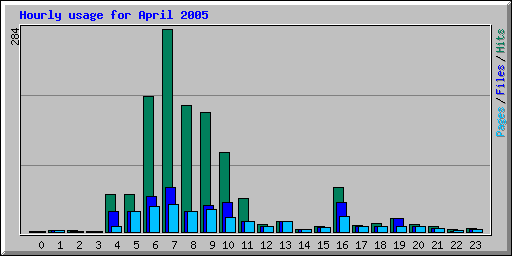 Hourly usage for April 2005
284
Pages / Files / Hits
0 1 2 3 4 5 6 7 8 9 10 11 12 13 14 15 16 17 18 19 20 21 22 23